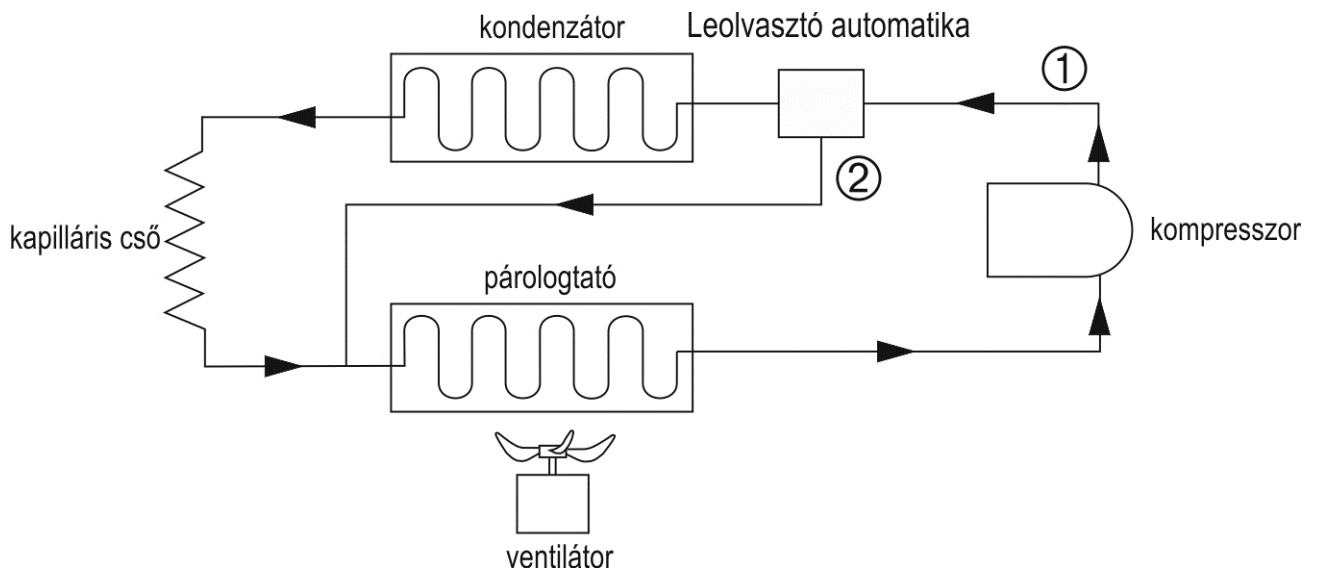 kondenzátor
Leolvasztó automatika
①
②
kapilláris cső
kompresszor
párologtató
ventilátor